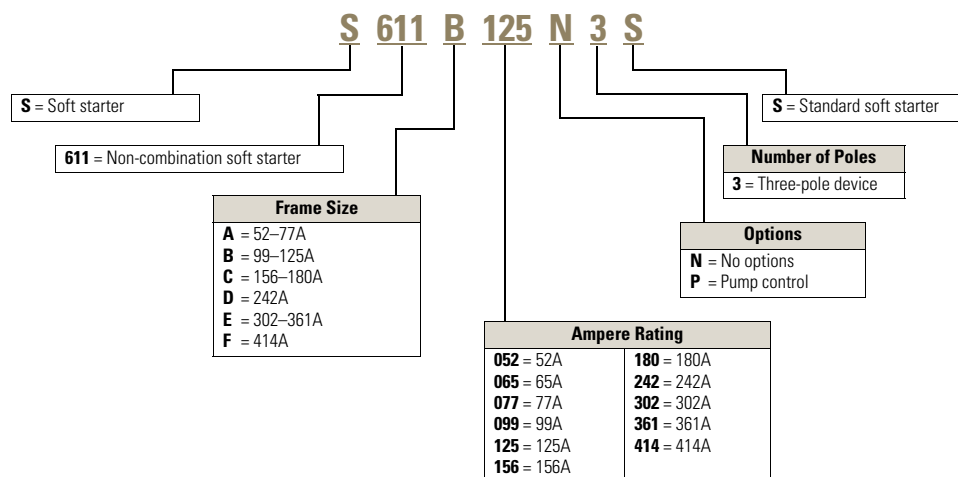 S 611 B 125 N 3 S
S = Soft starter
S = Standard soft starter
611 = Non-combination soft starter
Number of Poles
3 = Three-pole device
Frame Size
A = 52–77A
B = 99–125A
C = 156–180A
D = 242A
E = 302–361A
F = 414A
Options
N = No options
P = Pump control
Ampere Rating
052 = 52A
065 = 65A
077 = 77A
099 = 99A
125 = 125A
156 = 156A
180 = 180A
242 = 242A
302 = 302A
361 = 361A
414 = 414A